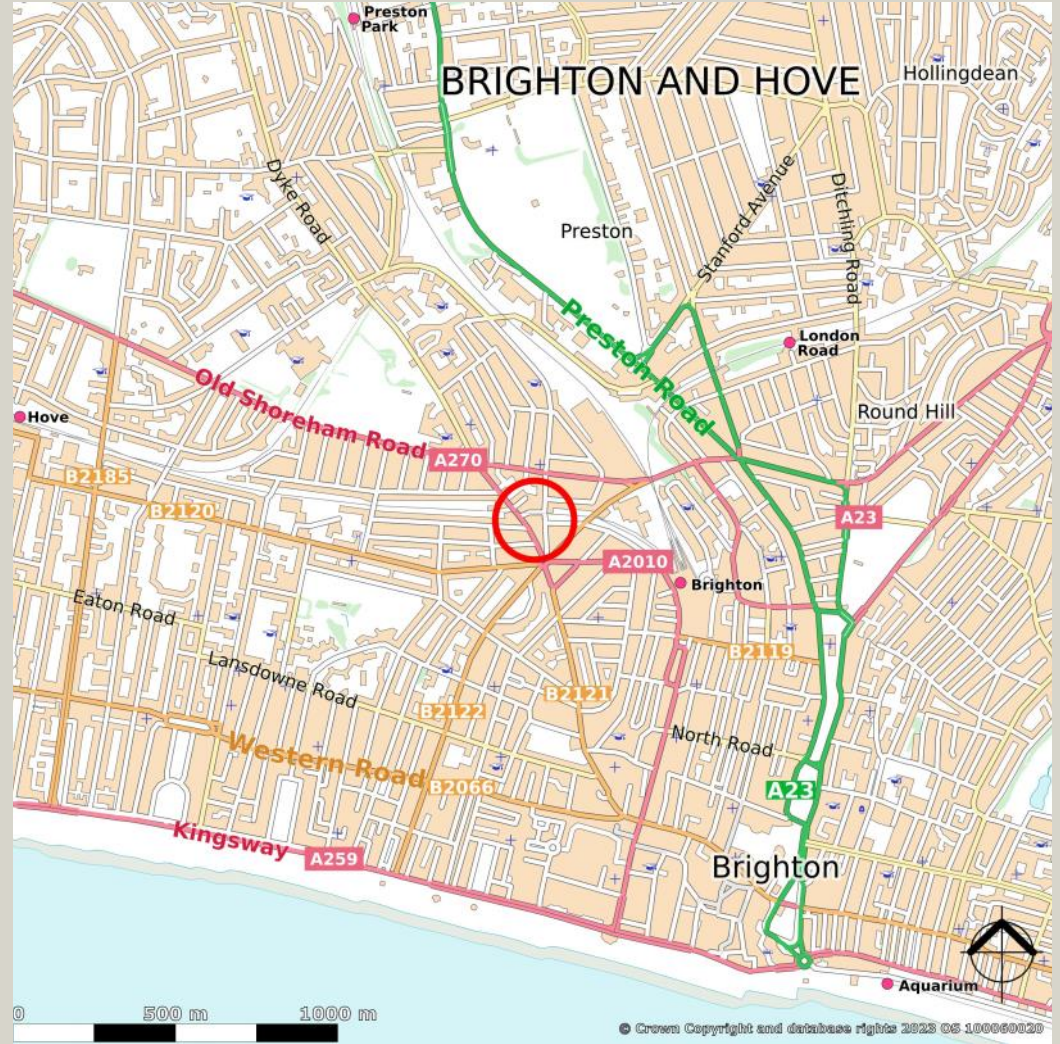 Preston
Park
BRIGHTON AND HOVE
Hollingdean
Dyke Road
Stanford Avenue
Ditchling Road
Preston
Preston Road
London
Road
Old Shoreham Road
Round Hill
Hove
A270
B2185
B2120
A23
A2010
Brighton
Eaton Road
B2119
Lansdowne Road
B2121
B2122
North Road
Western Road
B2066
A23
Kingsway
A259
Brighton
Aquarium
0 500 m 1000 m
© Crown Copyright and database rights 2023 OS 100060020